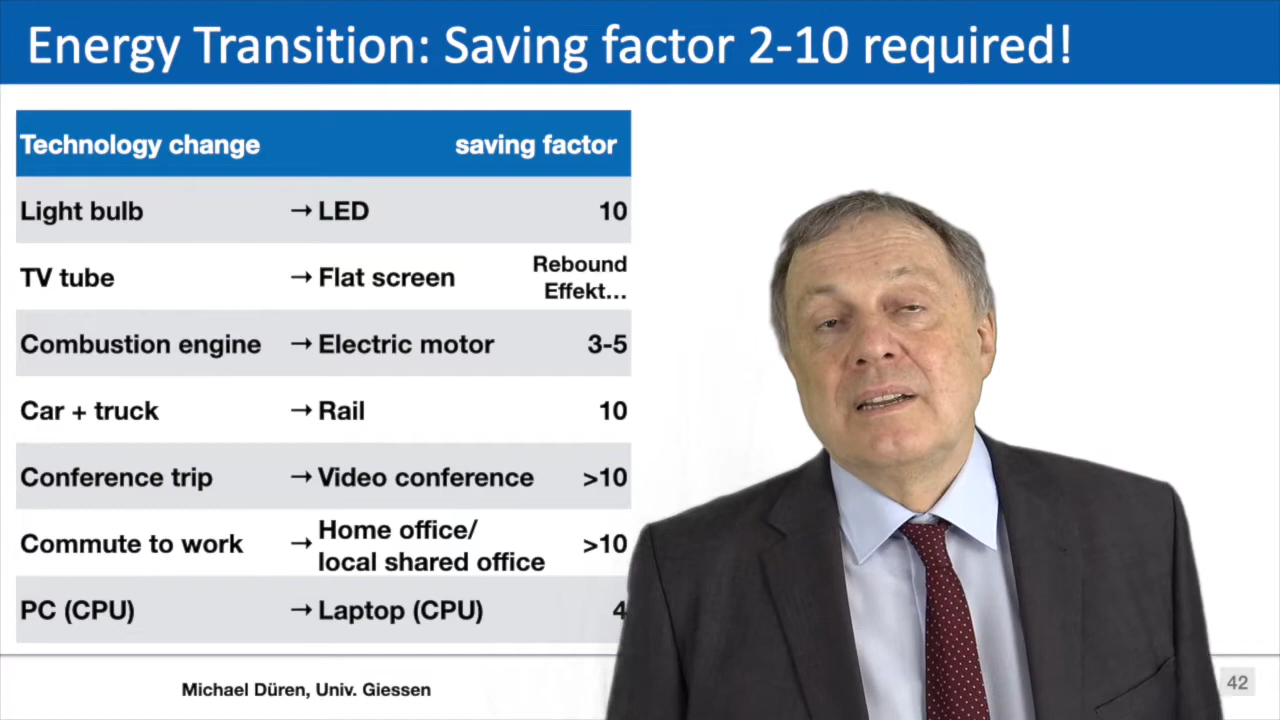 Energy Transition: Saving factor 2-10 required!
Technology change saving factor
Light bulb → LED 10
TV tube → Flat screen Rebound Effekt...
Combustion engine → Electric motor 3-5
Car + truck → Rail 10
Conference trip → Video conference >10
Commute to work → Home office/ local shared office >10
PC (CPU) → Laptop (CPU) 4
Michael Düren, Univ. Giessen
42